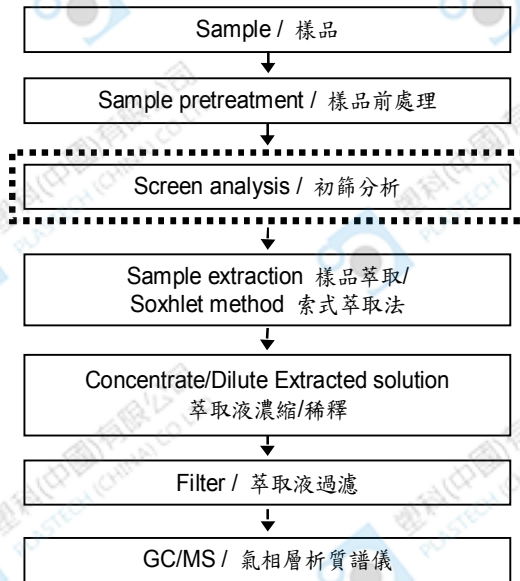 Sample / 樣品
Sample pretreatment / 樣品前處理
Screen analysis / 初篩分析
Sample extraction 樣品萃取/
Soxhlet method 索式萃取法
Concentrate/Dilute Extracted solution
萃取液濃縮/稀釋
Filter / 萃取液過濾
GC/MS / 氣相層析質譜儀